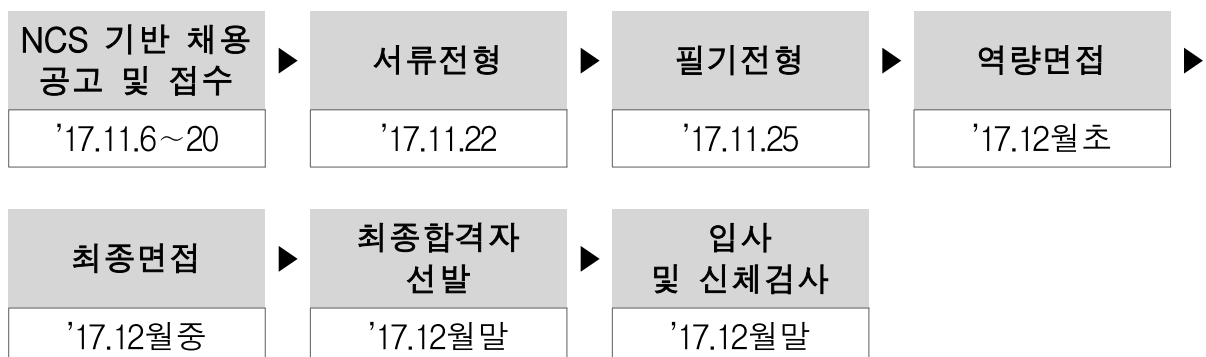 NCS 기반 채용
공고 및 접수
▶
서류전형
▶
필기전형
▶
역량면접
▶
’17.11.6~20
’17.11.22
’17.11.25
’17.12월초
최종면접
▶
최종합격자
선발
▶
입사
및 신체검사
’17.12월중
’17.12월말
’17.12월말